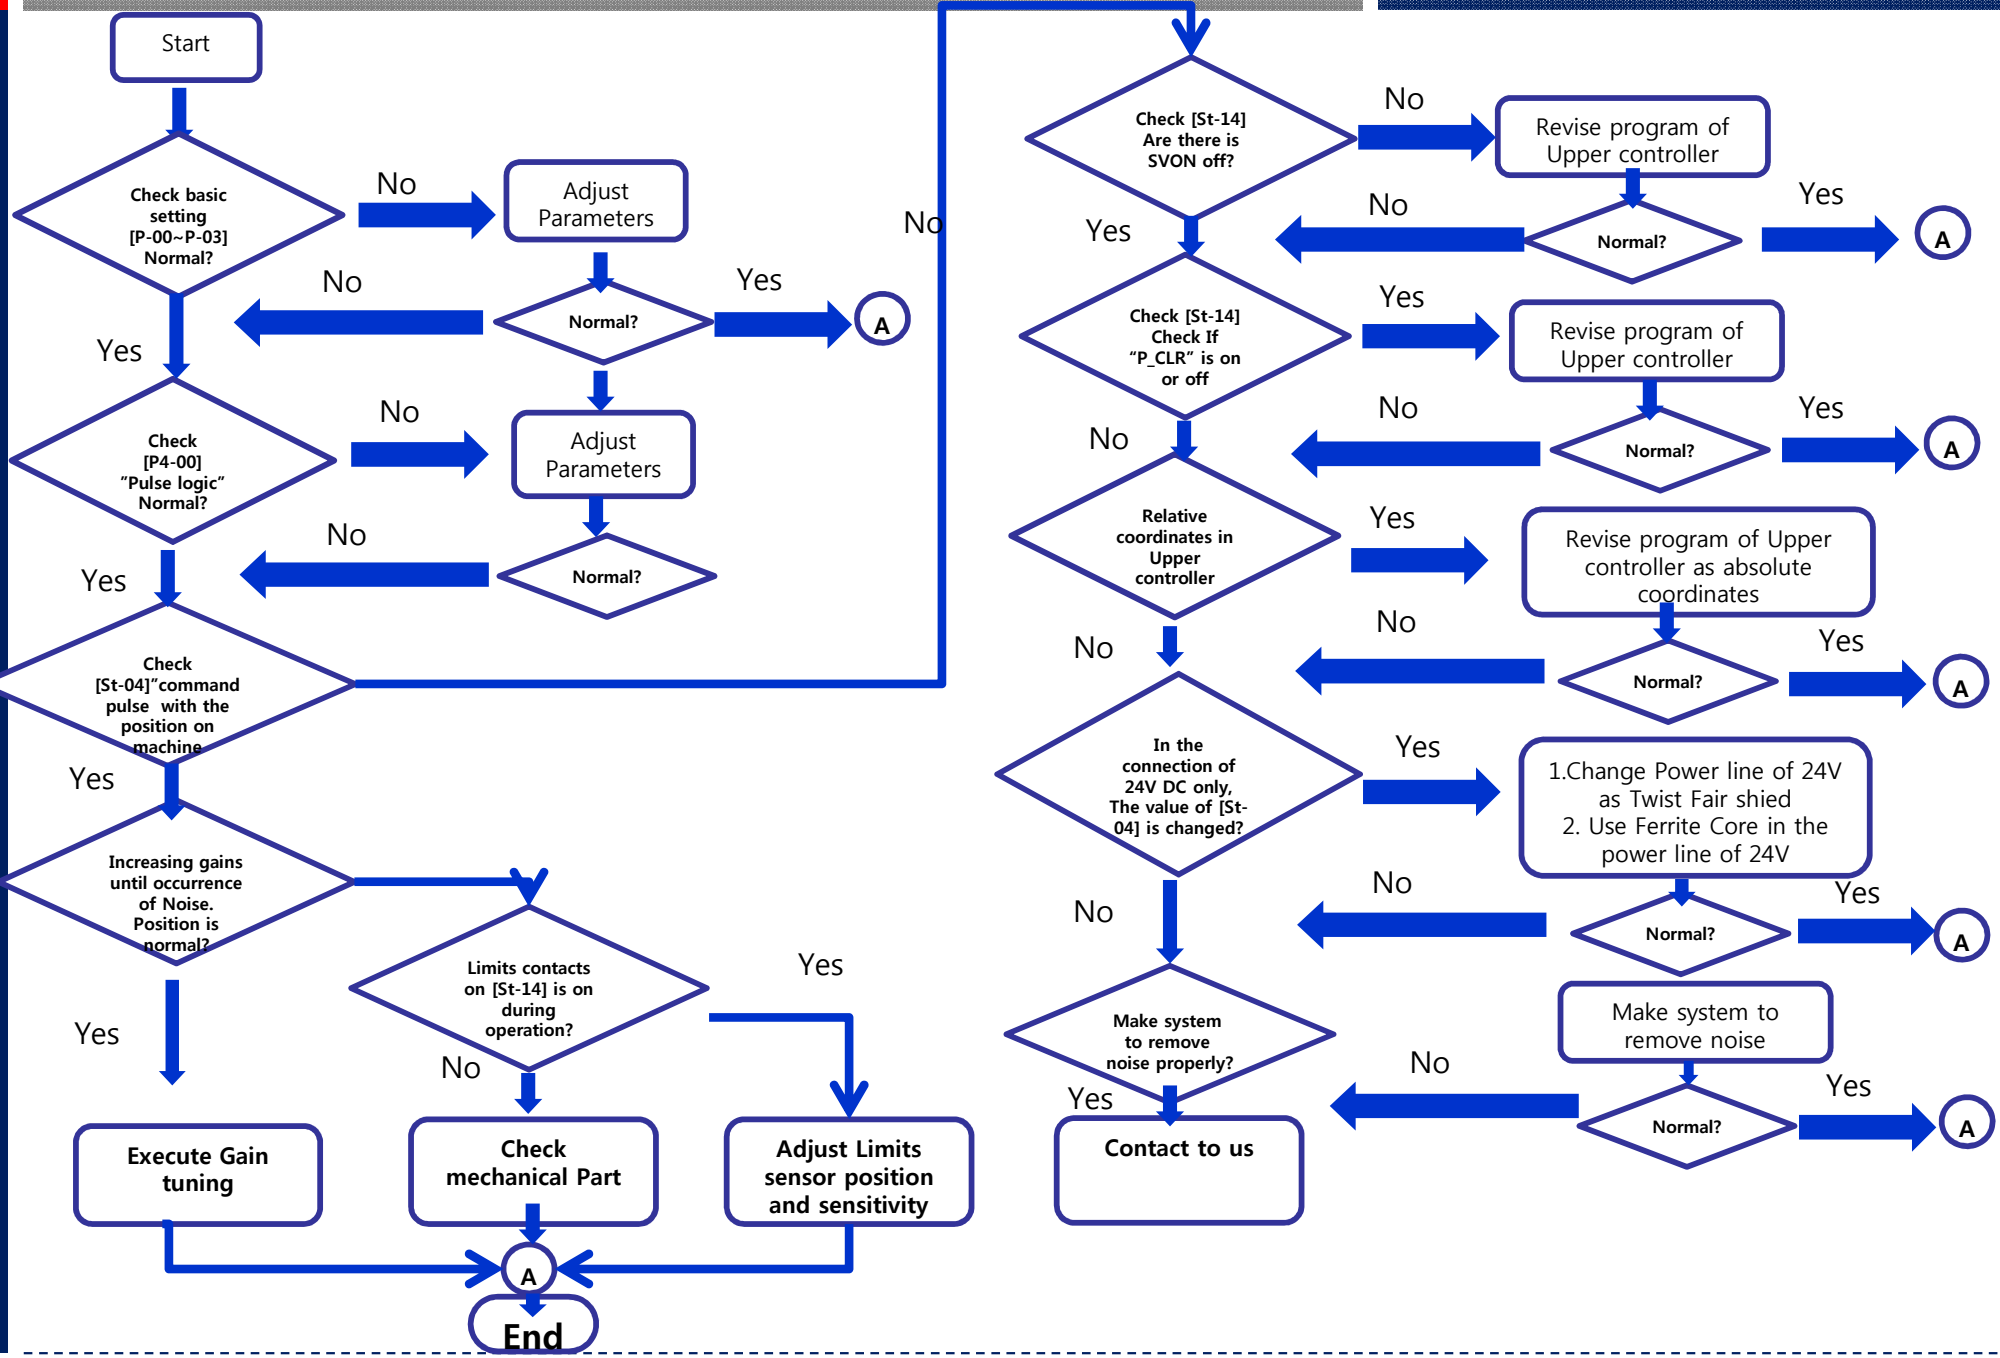 Start
Check basic
setting
[P-00~P-03]
Normal?
No
Adjust
Parameters
No
Normal?
Yes
A
Yes
Check
[P4-00]
"Pulse logic"
Normal?
No
Adjust
Parameters
No
Normal?
Yes
Check
[St-04]"command
pulse with the
position on
machine
No
Yes
Increasing gains
until occurrence
of Noise.
Position is
normal?
Limits contacts
on [St-14] is on
during
operation?
Yes
Yes
No
Execute Gain
tuning
Check
mechanical Part
Adjust Limits
sensor position
and sensitivity
A
End
Check [St-14]
Are there is
SVON off?
No
Revise program of
Upper controller
Yes
No
Normal?
Yes
A
Check [St-14]
Check If
“P_CLR” is on
or off
Yes
Revise program of
Upper controller
No
No
Normal?
Yes
A
Relative
coordinates in
Upper
controller
Yes
Revise program of Upper
controller as absolute
coordinates
No
No
Normal?
Yes
A
In the
connection of
24V DC only,
The value of [St-
04] is changed?
Yes
1.Change Power line of 24V
as Twist Fair shied
2. Use Ferrite Core in the
power line of 24V
No
No
Normal?
Yes
A
Make system
to remove
noise properly?
Make system to
remove noise
Yes
No
Normal?
Yes
A
Contact to us